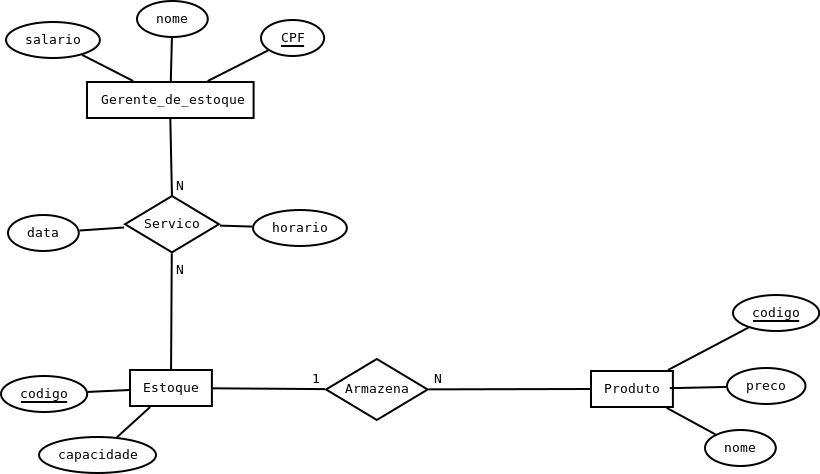 nome
salario
CPF
Gerente_de_estoque
N
Servico
data
horario
N
codigo
1
N
Estoque
Armazena
Produto
preco
codigo
capacidade
nome